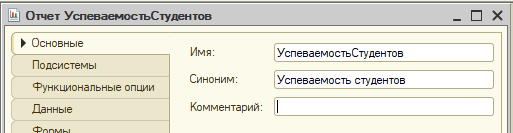 Отчет УспеваемостьСтудентов
Основные
Имя: УспеваемостьСтудентов
Подсистемы
Синоним: Успеваемость студентов
Функциональные опции
Комментарий:
Данные
Формы